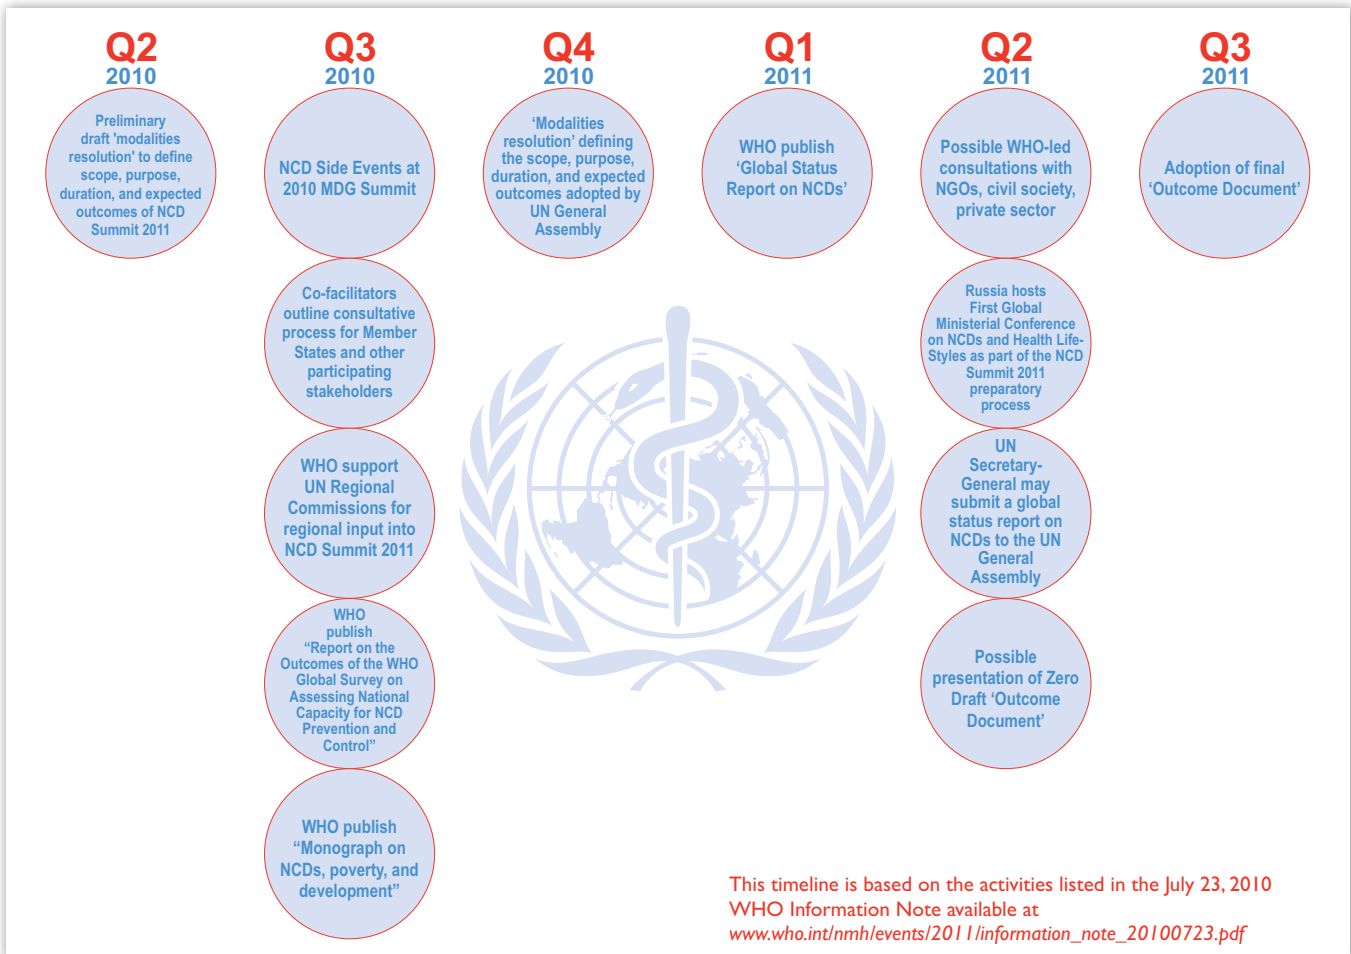 Q2
2010
Preliminary
draft 'modalities
resolution' to define
scope, purpose,
duration, and expected
outcomes of NCD
Summit 2011
Q3
2010
NCD Side Events at
2010 MDG Summit
Co-facilitators
outline consultative
process for Member
States and other
participating
stakeholders
WHO support
UN Regional
Commissions for
regional input into
NCD Summit 2011
WHO
publish
“Report on the
Outcomes of the WHO
Global Survey on
Assessing National
Capacity for NCD
Prevention and
Control”
WHO publish
“Monograph on
NCDs, poverty, and
development”
Q4
2010
‘Modalities
resolution’ defining
the scope, purpose,
duration, and expected
outcomes adopted by
UN General
Assembly
Q1
2011
WHO publish
‘Global Status
Report on NCDs’
Q2
2011
Possible WHO-led
consultations with
NGOs, civil society,
private sector
Russia hosts
First Global
Ministerial Conference
on NCDs and Health Life-
Styles as part of the NCD
Summit 2011
preparatory
process
UN
Secretary-
General may
submit a global
status report on
NCDs to the UN
General
Assembly
Possible
presentation of Zero
Draft ‘Outcome
Document’
Q3
2011
Adoption of final
‘Outcome Document’
This timeline is based on the activities listed in the July 23, 2010
WHO Information Note available at
www.who.int/nmh/events/2011/information_note_20100723.pdf